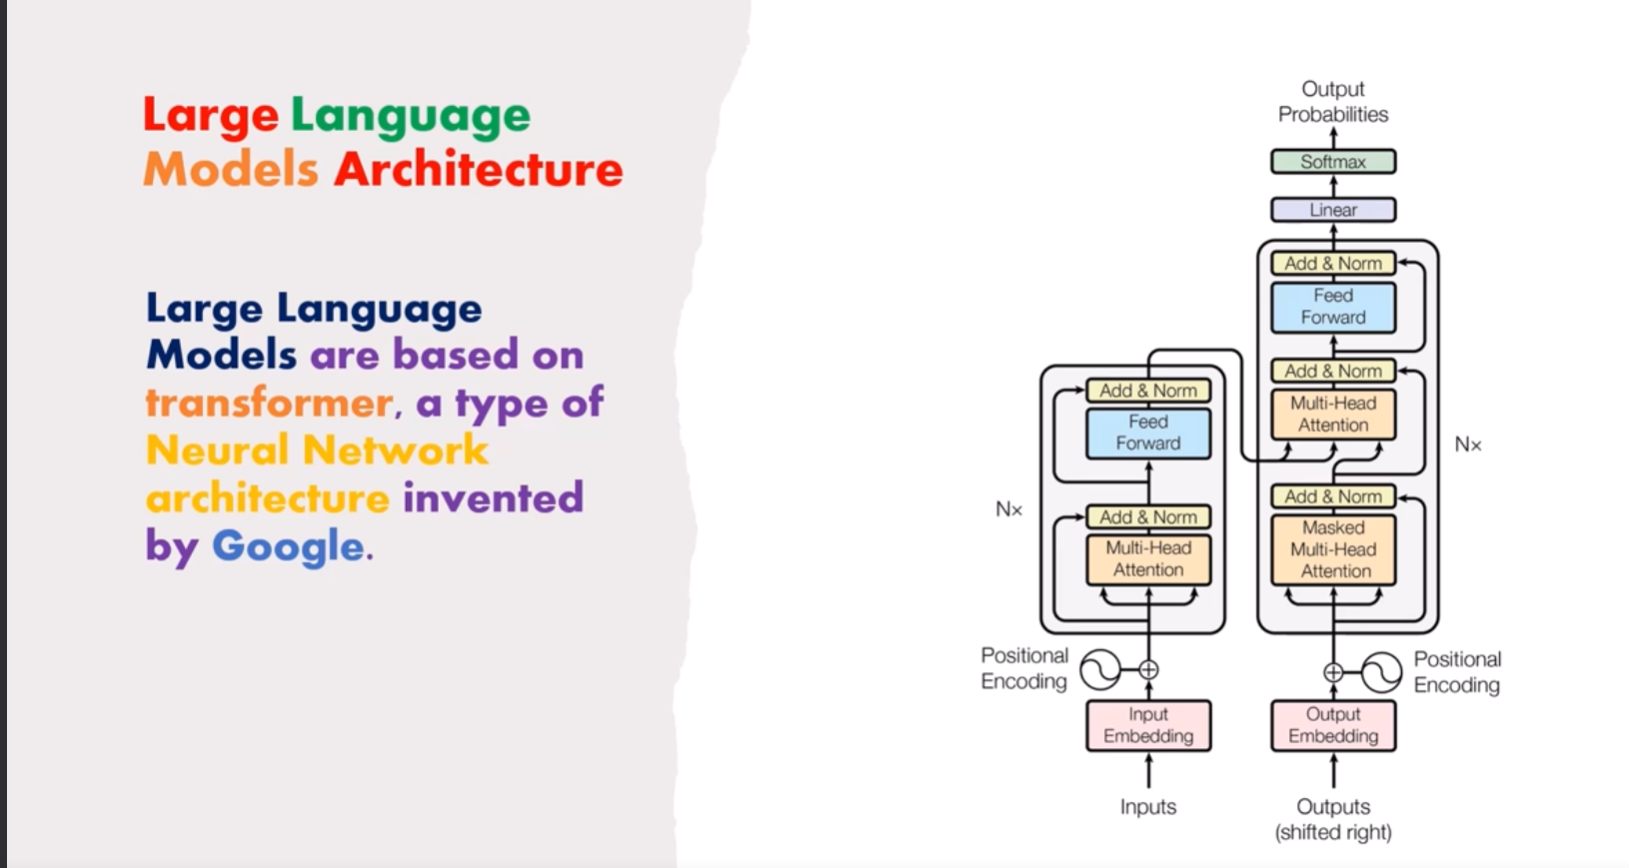 Large Language
Models Architecture
Large Language
Models are based on
transformer, a type of
Neural Network
architecture invented
by Google.
Output
Probabilities
Softmax
Linear
Add & Norm
Feed
Forward
Add & Norm
Multi-Head
Attention
Nx
Add & Norm
Masked
Multi-Head
Attention
Add & Norm
Feed
Forward
Nx
Add & Norm
Multi-Head
Attention
Positional
Encoding
Positional
Encoding
Input
Embedding
Output
Embedding
Inputs
Outputs
(shifted right)